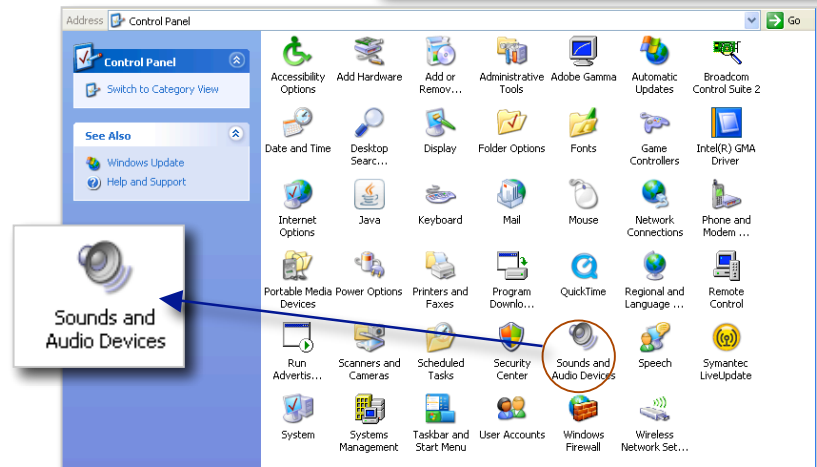 Address Control Panel Go
Control Panel
Switch to Category View
See Also
Windows Update
Help and Support
Accessibility Options
Add Hardware
Add or Remov...
Administrative Tools
Adobe Gamma
Automatic Updates
Broadcom Control Suite 2
Date and Time
Desktop Searc...
Display
Folder Options
Fonts
Game Controllers
Intel(R) GMA Driver
Internet Options
Java
Keyboard
Mail
Mouse
Network Connections
Phone and Modem ...
Portable Media Devices
Power Options
Printers and Faxes
Program Downlo...
QuickTime
Regional and Language ...
Remote Control
Run Advertis...
Scanners and Cameras
Scheduled Tasks
Security Center
Sounds and Audio Devices
Speech
Symantec LiveUpdate
System
Systems Management
Taskbar and Start Menu
User Accounts
Windows Firewall
Wireless Network Set...
Sounds and
Audio Devices